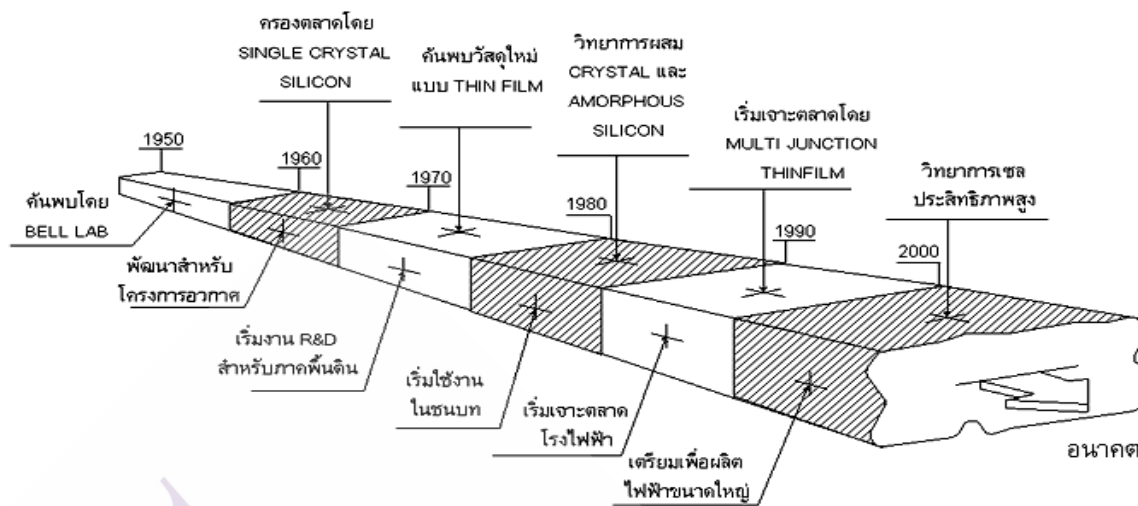 ครองตลาดโดย
SINGLE CRYSTAL
SILICON
ค้นพบวัสดุใหม่
แบบ THIN FILM
วิทยาการผสม
CRYSTAL และ
AMORPHOUS
SILICON
เริ่มเจาะตลาดโดย
MULTI JUNCTION
THINFILM
วิทยาการเซล
ประสิทธิภาพสูง
1950
1960
1970
1980
1990
2000
ค้นพบโดย
BELL LAB
พัฒนาสำหรับ
โครงการอวกาศ
เริ่มงาน R&D
สำหรับภาคพื้นดิน
เริ่มใช้งาน
ในชนบท
เริ่มเจาะตลาด
โรงไฟฟ้า
เตรียมเพื่อผลิต
ไฟฟ้าขนาดใหญ่
อนาคต